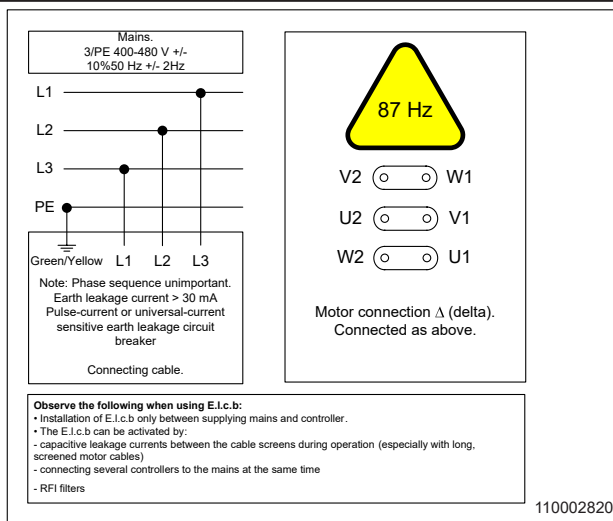 Mains.
3/PE 400-480 V +/-
10%50 Hz +/- 2Hz
L1
L2
L3
PE
Green/Yellow L1 L2 L3
Note: Phase sequence unimportant.
Earth leakage current > 30 mA
Pulse-current or universal-current
sensitive earth leakage circuit
breaker
Connecting cable.
87 Hz
V2 W1
U2 V1
W2 U1
Motor connection Δ (delta).
Connected as above.
Observe the following when using E.l.c.b:
• Installation of E.l.c.b only between supplying mains and controller.
• The E.l.c.b can be activated by:
- capacitive leakage currents between the cable screens during operation (especially with long,
screened motor cables)
- connecting several controllers to the mains at the same time
- RFI filters
110002820